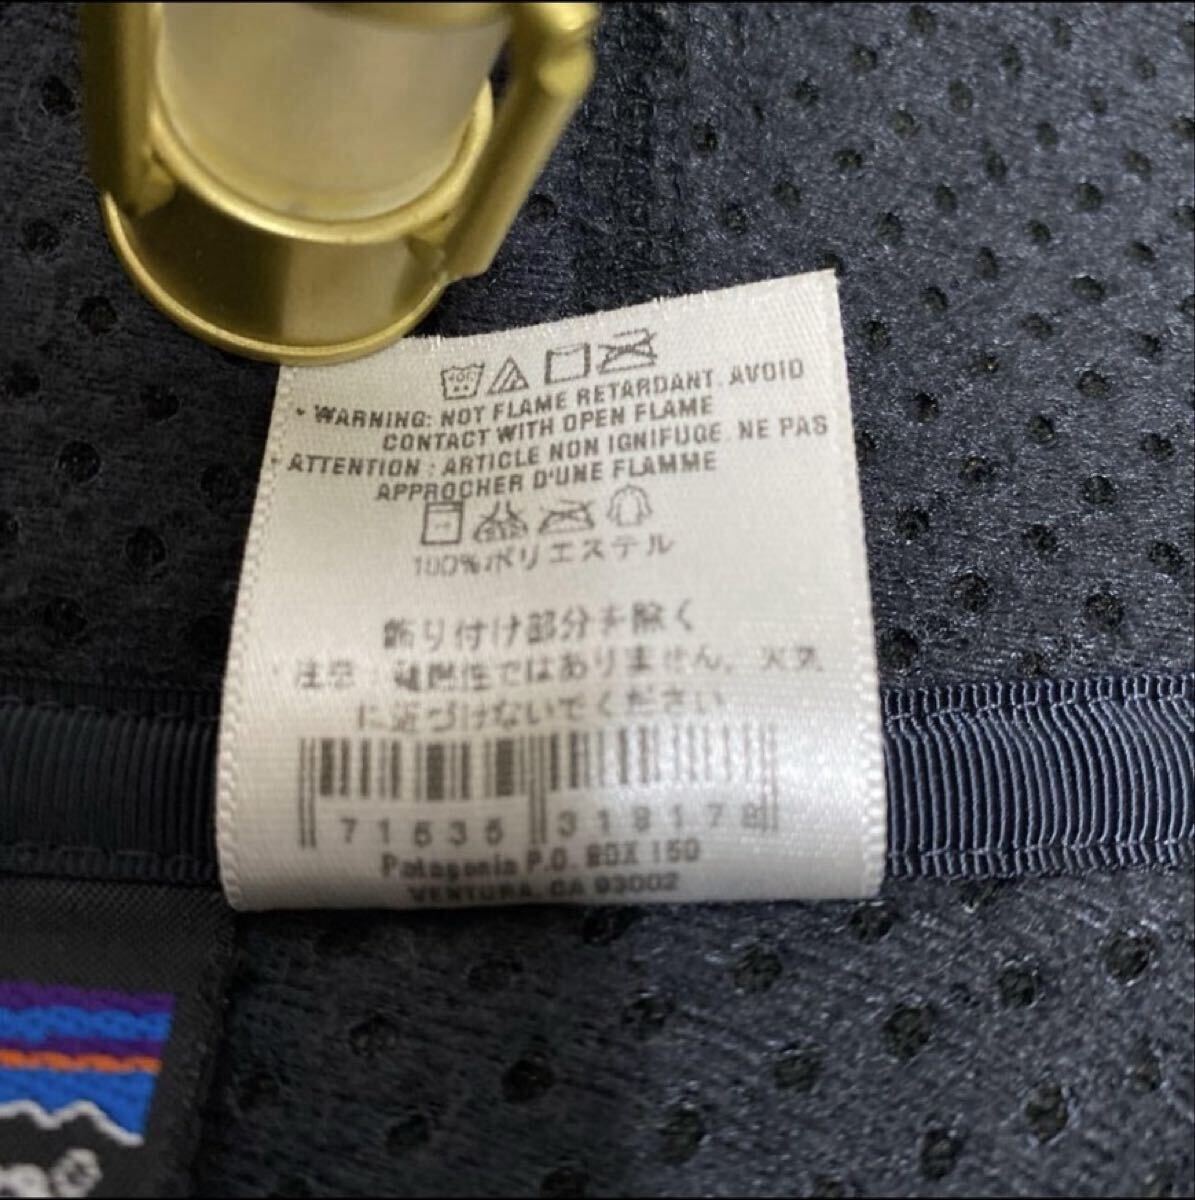 • WARNING: NOT FLAME RETARDANT. AVOID
CONTACT WITH OPEN FLAME
• ATTENTION : ARTICLE NON IGNIFUGE. NE PAS
APPROCHER D'UNE FLAMME
100%ポリエステル
飾り付け部分を除く
・注意：難燃性ではありません。火気
に近づけないでください
71535 318178
Patagonia P.O. BOX 150
VENTURA, CA 93002